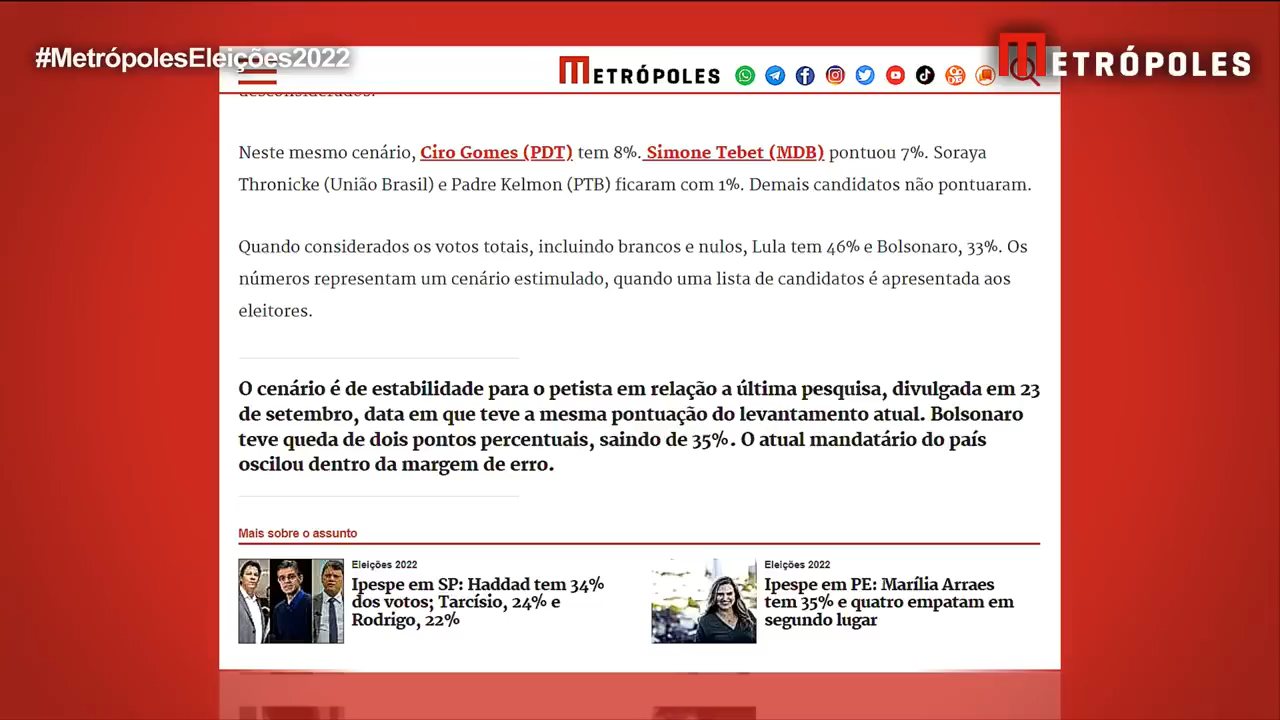 #MetrópolesEleições2022
METRÓPOLES
METRÓPOLES
desconsiderados.
Neste mesmo cenário, Ciro Gomes (PDT) tem 8%. Simone Tebet (MDB) pontuou 7%. Soraya
Thronicke (União Brasil) e Padre Kelmon (PTB) ficaram com 1%. Demais candidatos não pontuaram.
Quando considerados os votos totais, incluindo brancos e nulos, Lula tem 46% e Bolsonaro, 33%. Os
números representam um cenário estimulado, quando uma lista de candidatos é apresentada aos
eleitores.
O cenário é de estabilidade para o petista em relação a última pesquisa, divulgada em 23
de setembro, data em que teve a mesma pontuação do levantamento atual. Bolsonaro
teve queda de dois pontos percentuais, saindo de 35%. O atual mandatário do país
oscilou dentro da margem de erro.
Mais sobre o assunto
Eleições 2022
Ipespe em SP: Haddad tem 34%
dos votos; Tarcísio, 24% e
Rodrigo, 22%
Eleições 2022
Ipespe em PE: Marília Arraes
tem 35% e quatro empatam em
segundo lugar